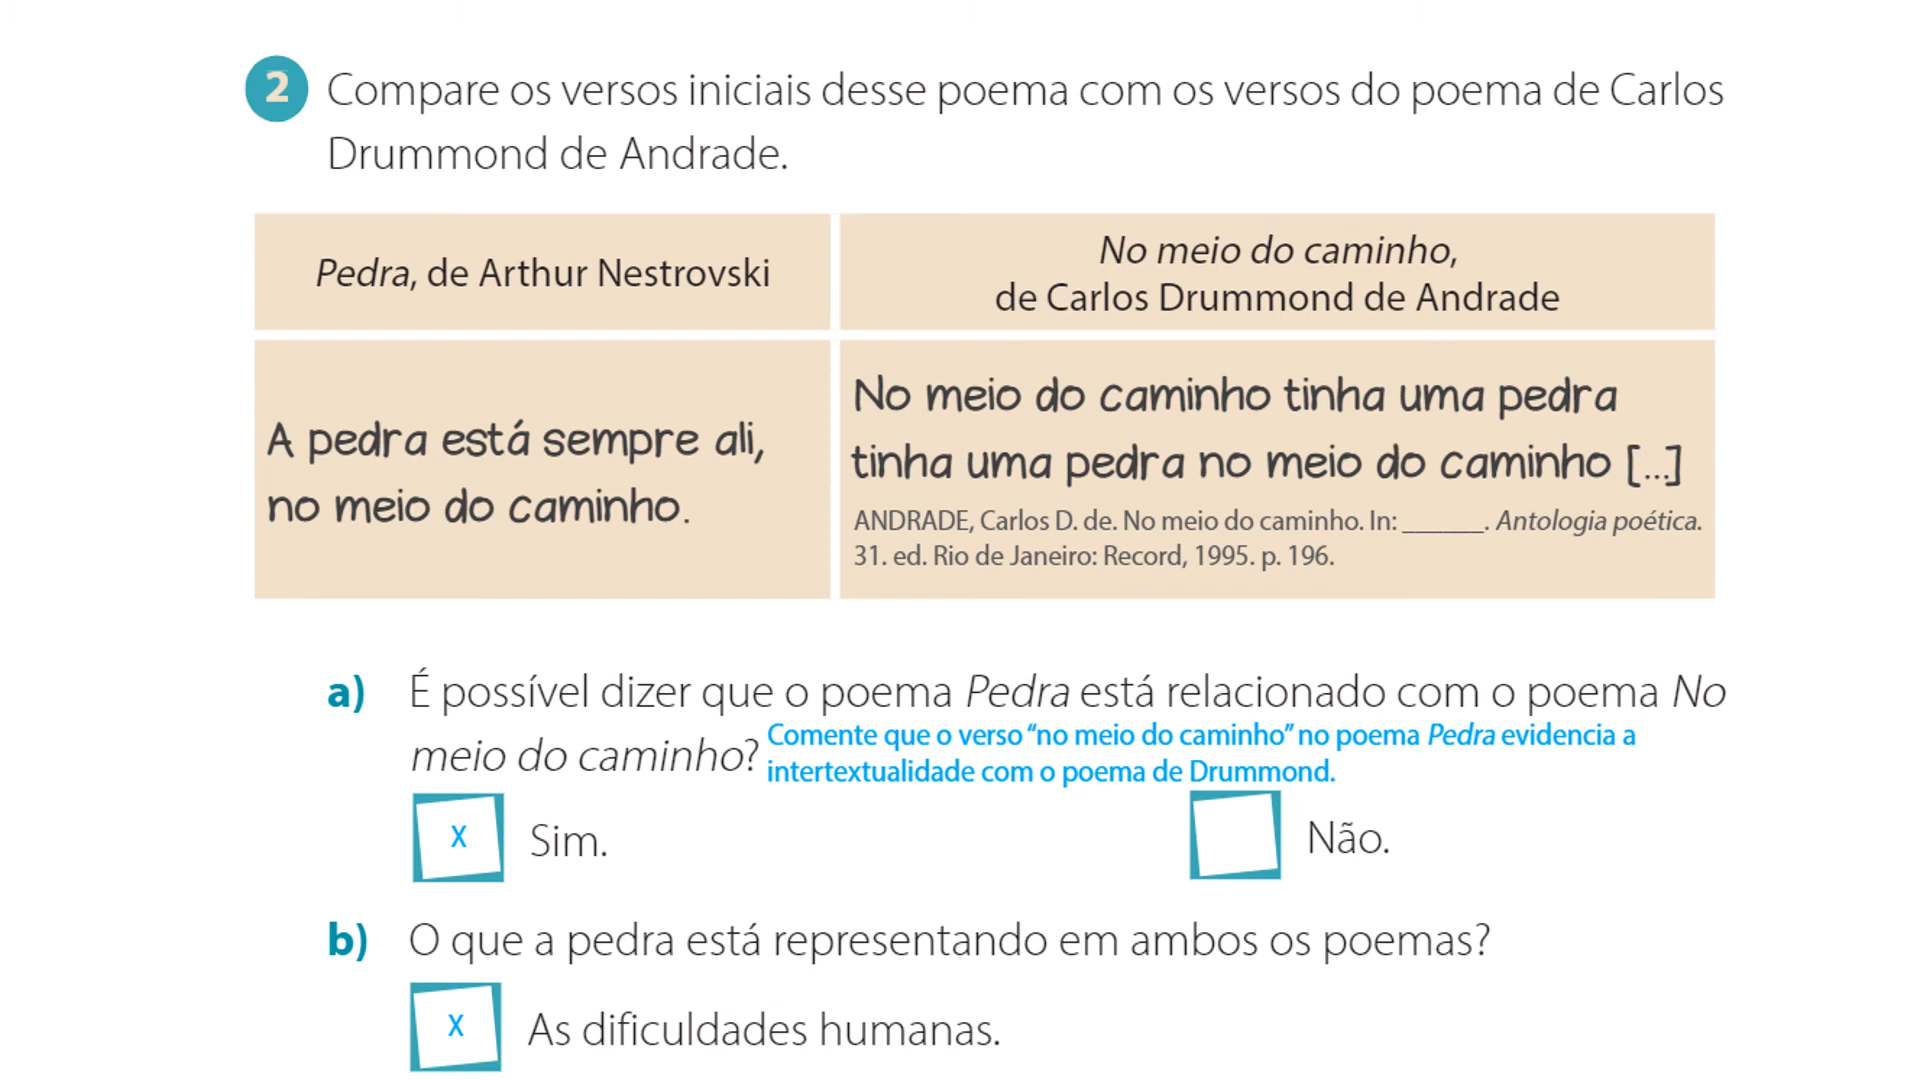 2 Compare os versos iniciais desse poema com os versos do poema de Carlos
Drummond de Andrade.
Pedra, de Arthur Nestrovski
No meio do caminho,
de Carlos Drummond de Andrade
A pedra está sempre ali,
no meio do caminho.
No meio do caminho tinha uma pedra
tinha uma pedra no meio do caminho [...]
ANDRADE, Carlos D. de. No meio do caminho. In: ______. Antologia poética.
31. ed. Rio de Janeiro: Record, 1995. p. 196.
a) É possível dizer que o poema Pedra está relacionado com o poema No
meio do caminho?
Comente que o verso “no meio do caminho” no poema Pedra evidencia a
intertextualidade com o poema de Drummond.
X Sim.
Não.
b) O que a pedra está representando em ambos os poemas?
X As dificuldades humanas.